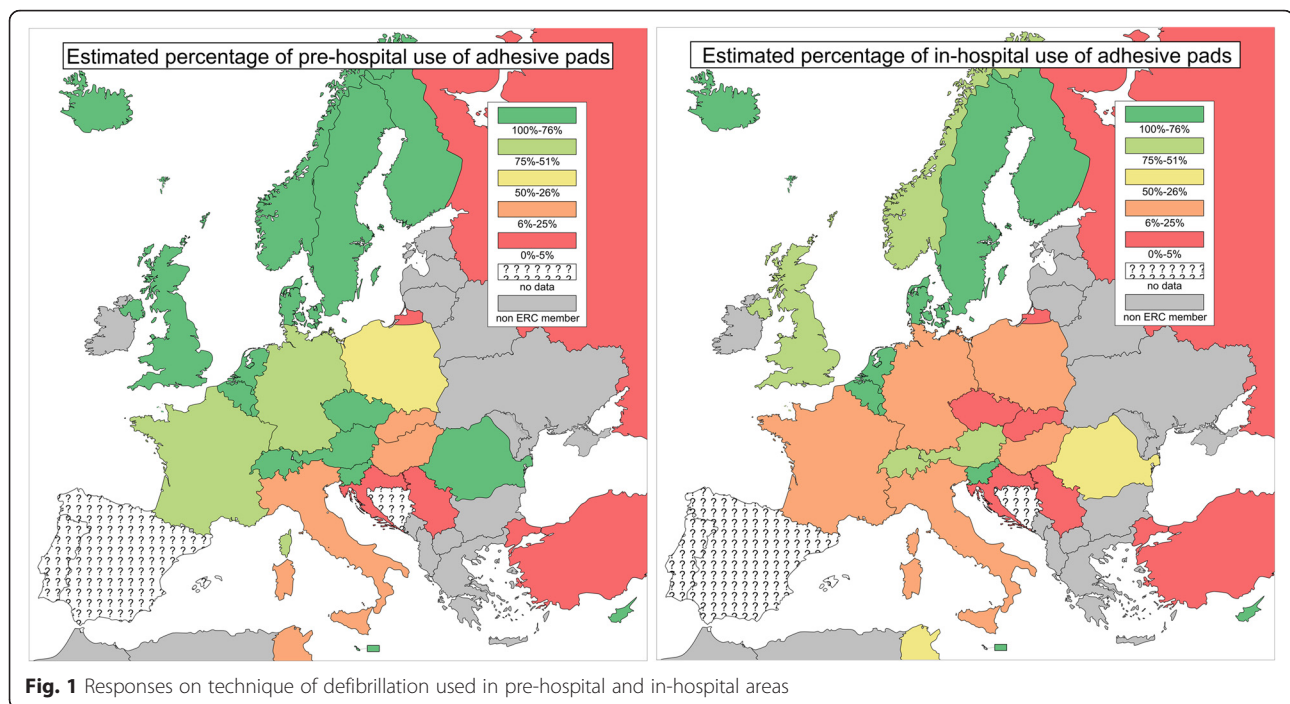 Estimated percentage of pre-hospital use of adhesive pads
100%-76%
75%-51%
50%-26%
6%-25%
0%-5%
? ? ? ? ? ? ? ?
no data
non ERC member
Estimated percentage of in-hospital use of adhesive pads
100%-76%
75%-51%
50%-26%
6%-25%
0%-5%
? ? ? ? ? ? ? ?
no data
non ERC member
Fig. 1 Responses on technique of defibrillation used in pre-hospital and in-hospital areas